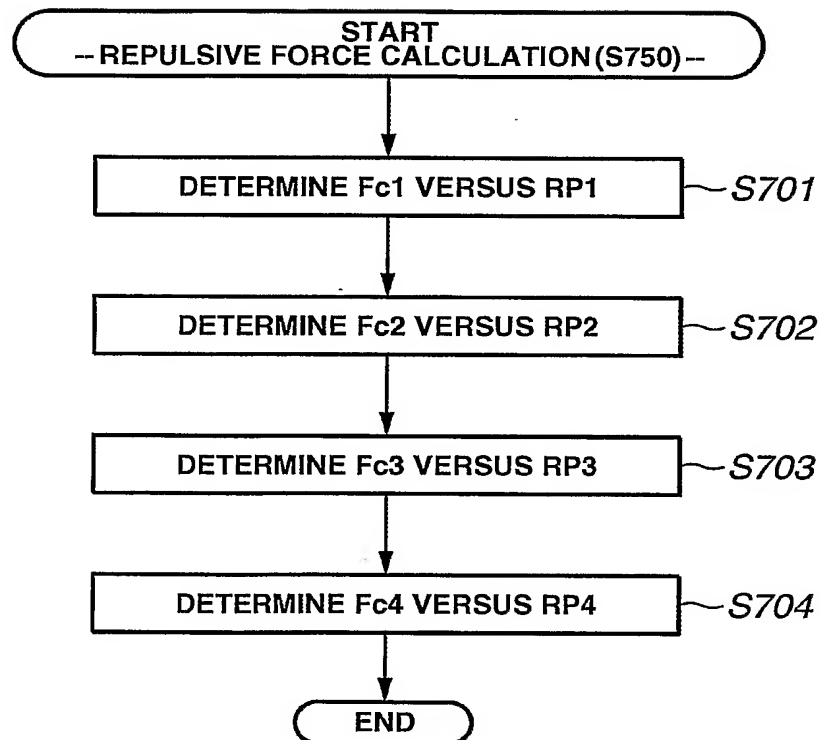 START
--REPULSIVE FORCE CALCULATION(S750)--
DETERMINE Fc1 VERSUS RP1
S701
DETERMINE Fc2 VERSUS RP2
S702
DETERMINE Fc3 VERSUS RP3
S703
DETERMINE Fc4 VERSUS RP4
S704
END